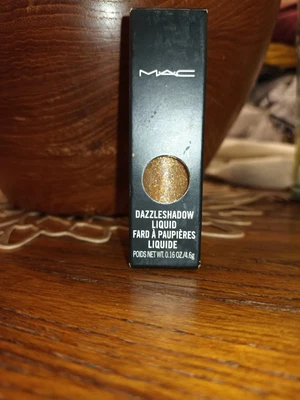 MAC
DAZZLESHADOW
LIQUID
FARD À PAUPIÈRES
LIQUIDE
POIDS NET WT. 0.16 OZ/4.6g